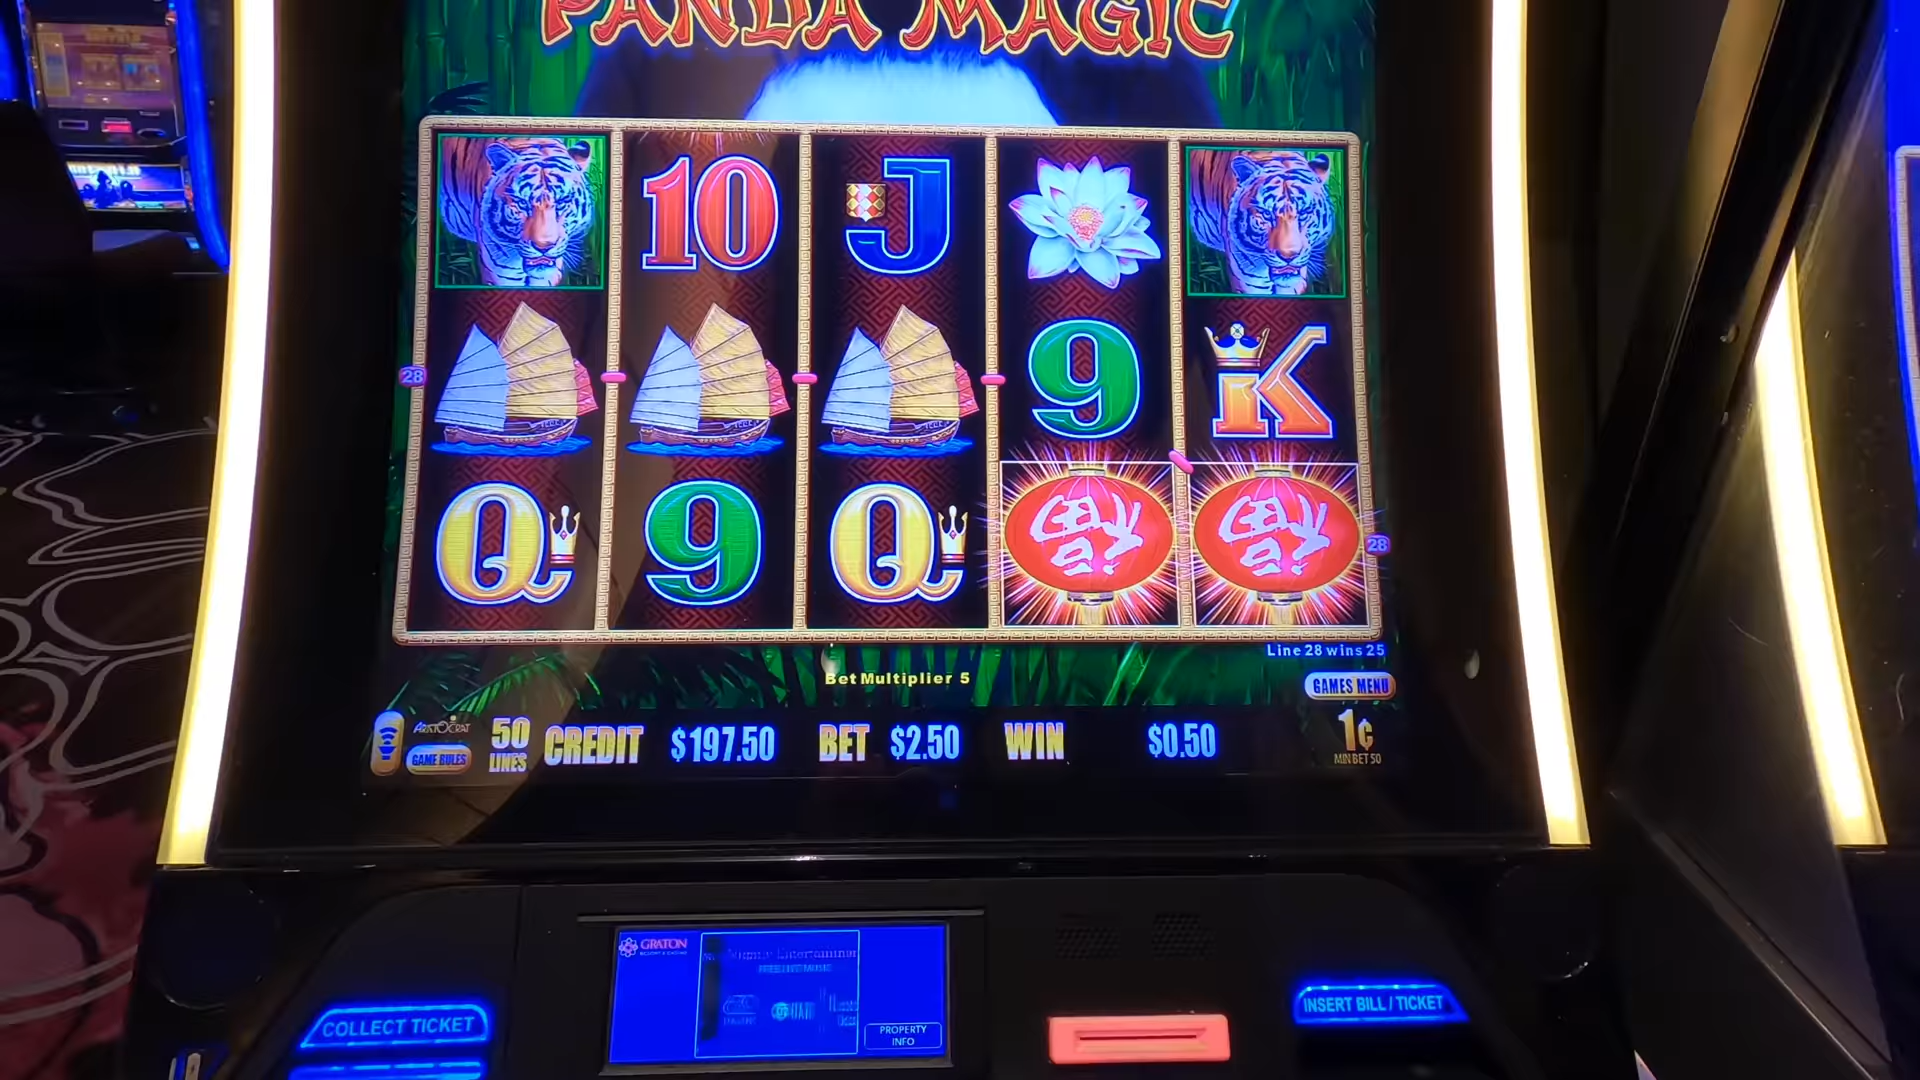 PANDA MAGIC
10 J
28
9 K
Q 9 Q
28
Line 28 wins 25
Bet Multiplier 5
GAMES MENU
ARISTOCRAT
GAME RULES
50 LINES
CREDIT $197.50 BET $2.50 WIN $0.50
1¢
MIN BET 50
GRATON
PROPERTY
INFO
COLLECT TICKET
INSERT BILL / TICKET